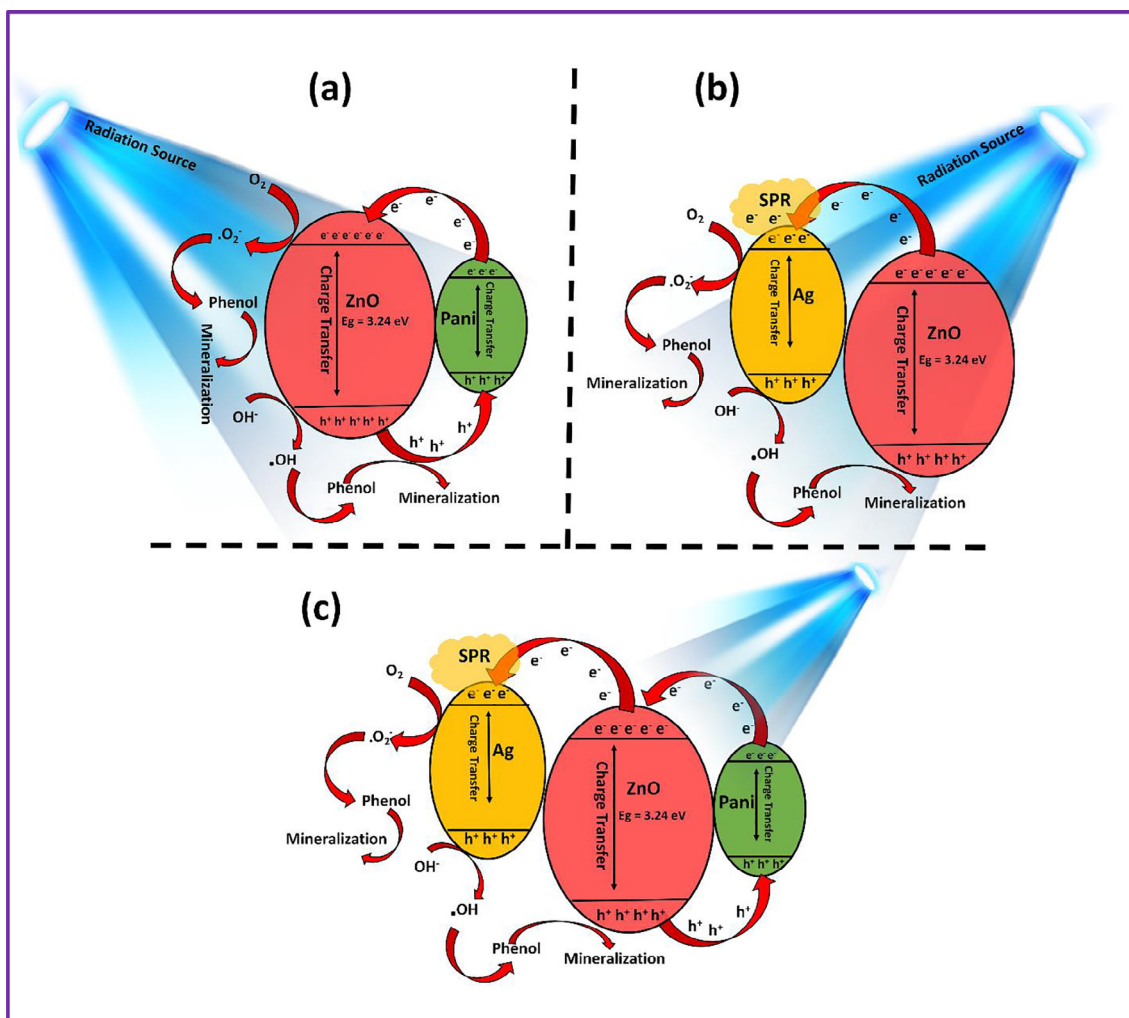 (a)
Radiation Source
O₂
.O₂⁻
Phenol
Mineralization
OH⁻
.OH
Phenol
Mineralization
e⁻ e⁻ e⁻ e⁻ e⁻ e⁻
Charge Transfer
ZnO
Eg = 3.24 eV
h⁺ h⁺ h⁺ h⁺ h⁺
e⁻
e⁻
e⁻
e⁻
e⁻ e⁻ e⁻
Pani
Charge Transfer
h⁺ h⁺ h⁺
h⁺
h⁺
h⁺
(b)
Radiation Source
SPR
e⁻ e⁻
e⁻
e⁻
e⁻
e⁻
O₂
.O₂⁻
Phenol
Mineralization
OH⁻
.OH
Phenol
Mineralization
e⁻ e⁻ e⁻
Charge Transfer
Ag
h⁺ h⁺ h⁺
e⁻ e⁻ e⁻ e⁻ e⁻
Charge Transfer
ZnO
Eg = 3.24 eV
h⁺ h⁺ h⁺ h⁺
(c)
SPR
O₂
.O₂⁻
Phenol
Mineralization
OH⁻
.OH
Phenol
Mineralization
e⁻ e⁻ e⁻
Charge Transfer
Ag
h⁺ h⁺ h⁺
e⁻
e⁻
e⁻
e⁻
e⁻ e⁻ e⁻ e⁻ e⁻
Charge Transfer
ZnO
Eg = 3.24 eV
h⁺ h⁺ h⁺ h⁺
e⁻
e⁻
e⁻
e⁻
e⁻ e⁻ e⁻
Pani
Charge Transfer
h⁺ h⁺ h⁺
h⁺
h⁺
h⁺